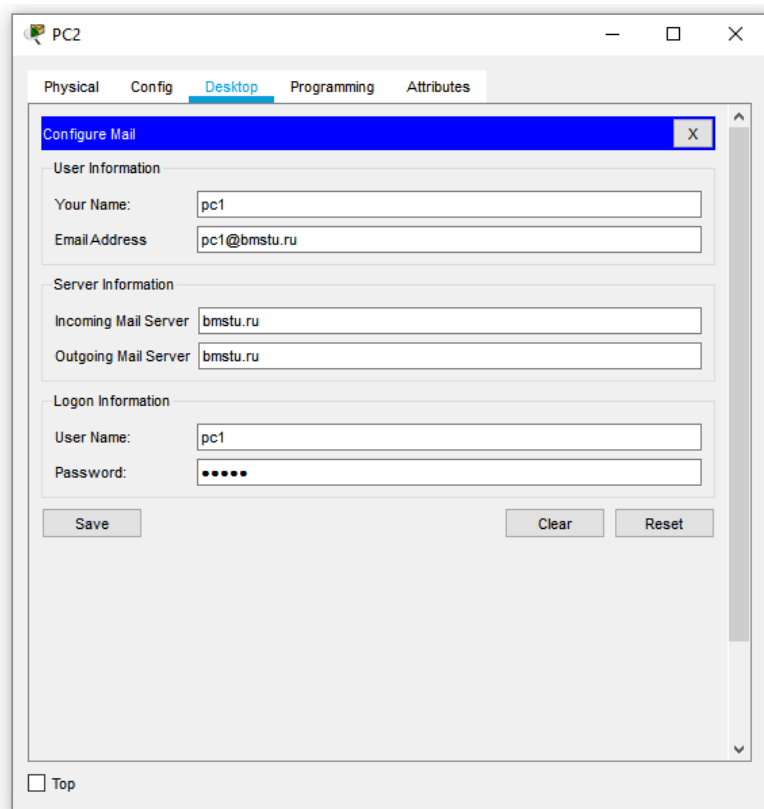 PC2
Physical Config Desktop Programming Attributes
Configure Mail X
User Information
Your Name: pc1
Email Address pc1@bmstu.ru
Server Information
Incoming Mail Server bmstu.ru
Outgoing Mail Server bmstu.ru
Logon Information
User Name: pc1
Password: •••••
Save Clear Reset
Top